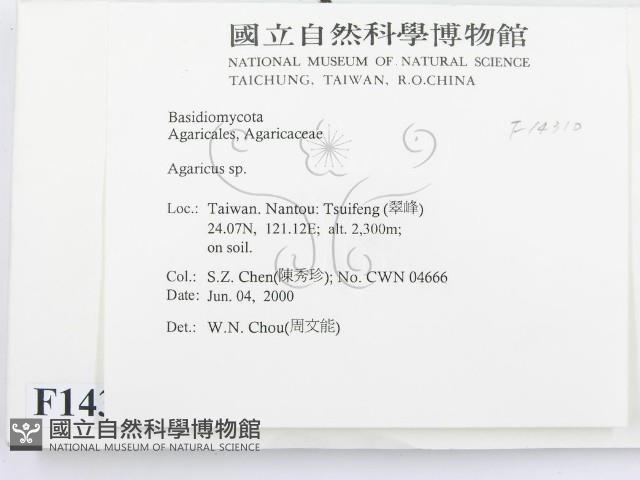 國立自然科學博物館
NATIONAL MUSEUM OF NATURAL SCIENCE
TAICHUNG, TAIWAN, R.O.CHINA
F-14310
Basidiomycota
Agaricales, Agaricaceae
Agaricus sp.
Loc.: Taiwan. Nantou: Tsuifeng (翠峰)
24.07N, 121.12E; alt. 2,300m;
on soil.
Col.: S.Z. Chen(陳秀珍); No. CWN 04666
Date: Jun. 04, 2000
Det.: W.N. Chou(周文能)
F143
國立自然科學博物館
NATIONAL MUSEUM OF NATURAL SCIENCE